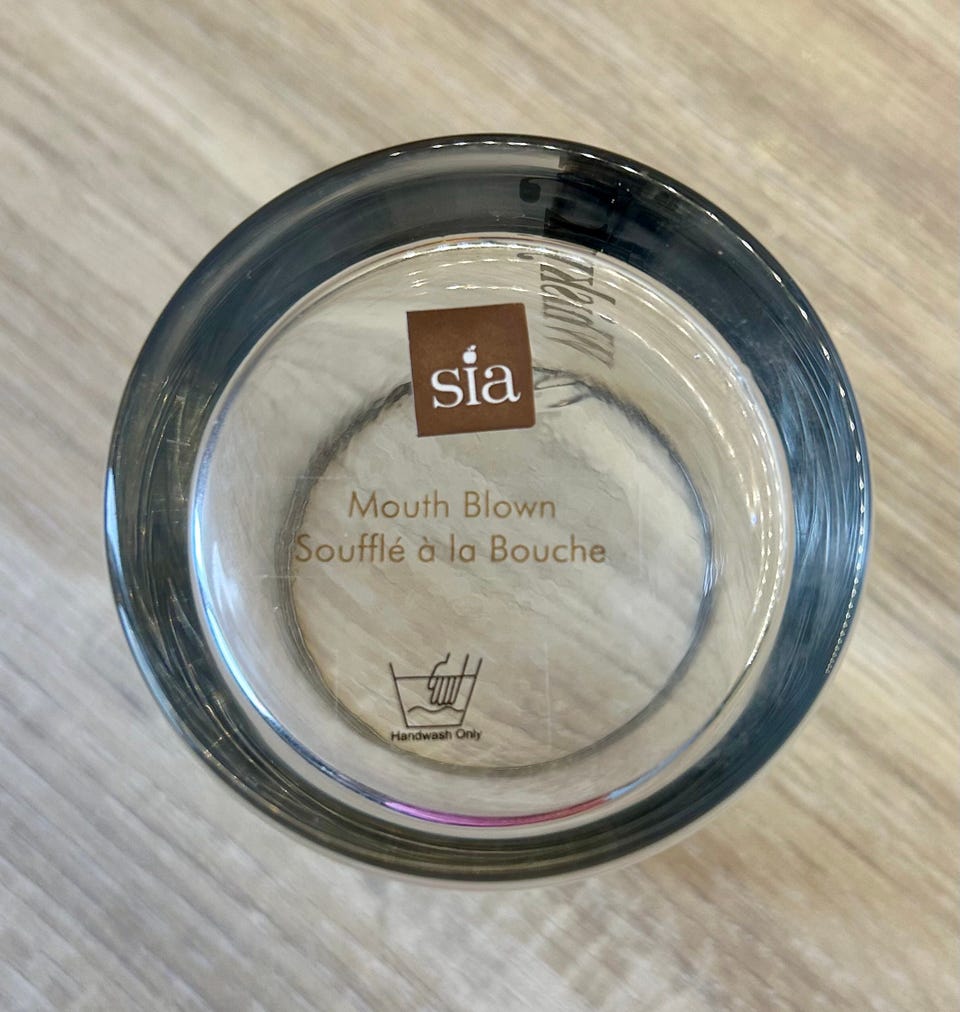 sia
Mouth Blown
Soufflé à la Bouche
Handwash Only